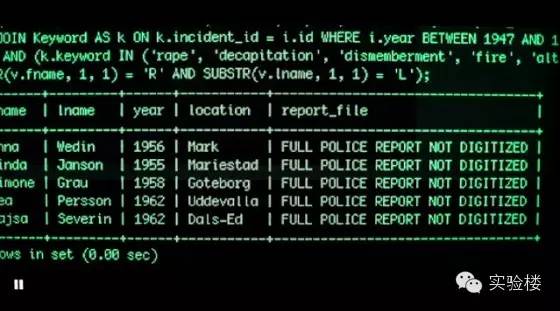 JOIN Keyword AS k ON k.incident_id = i.id WHERE i.year BETWEEN 1947 AND 1
AND (k.keyword IN ('rape', 'decapitation', 'dismemberment', 'fire', 'alt
R(v.fname, 1, 1) = 'R' AND SUBSTR(v.lname, 1, 1) = 'L');
name | lname | year | location | report_file |
nna | Wedin | 1956 | Mark | FULL POLICE REPORT NOT DIGITIZED |
inda | Janson | 1955 | Mariestad | FULL POLICE REPORT NOT DIGITIZED |
imone | Grau | 1958 | Goteborg | FULL POLICE REPORT NOT DIGITIZED |
ea | Persson | 1962 | Uddevalla | FULL POLICE REPORT NOT DIGITIZED |
ajsa | Severin | 1962 | Dals-Ed | FULL POLICE REPORT NOT DIGITIZED |
ows in set (0.00 sec)
实验楼